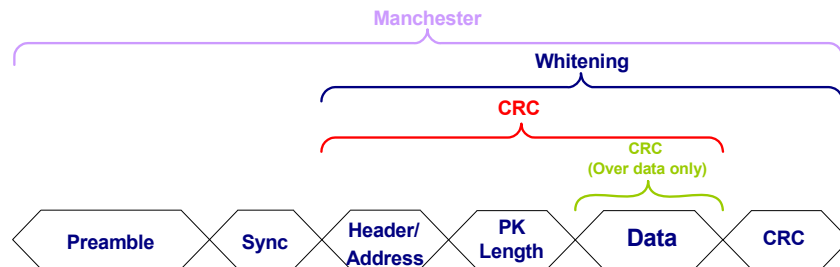 Manchester
Whitening
CRC
CRC
(Over data only)
Preamble
Sync
Header/
Address
PK
Length
Data
CRC